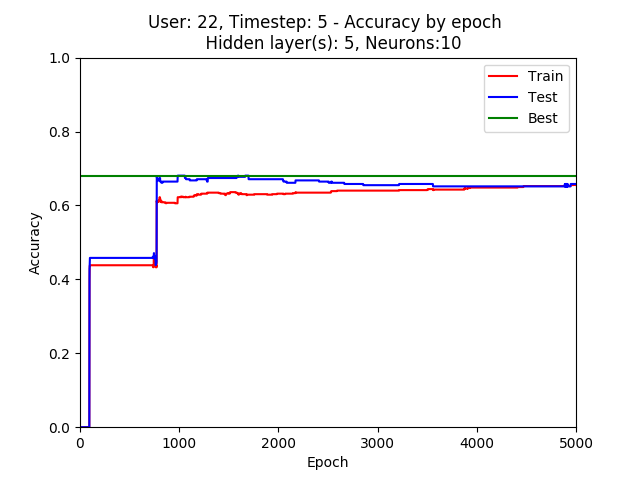 User: 22, Timestep: 5 - Accuracy by epoch
Hidden layer(s): 5, Neurons:10
1.0
0.8
0.6
0.4
0.2
0.0
Accuracy
Train
Test
Best
0 1000 2000 3000 4000 5000
Epoch